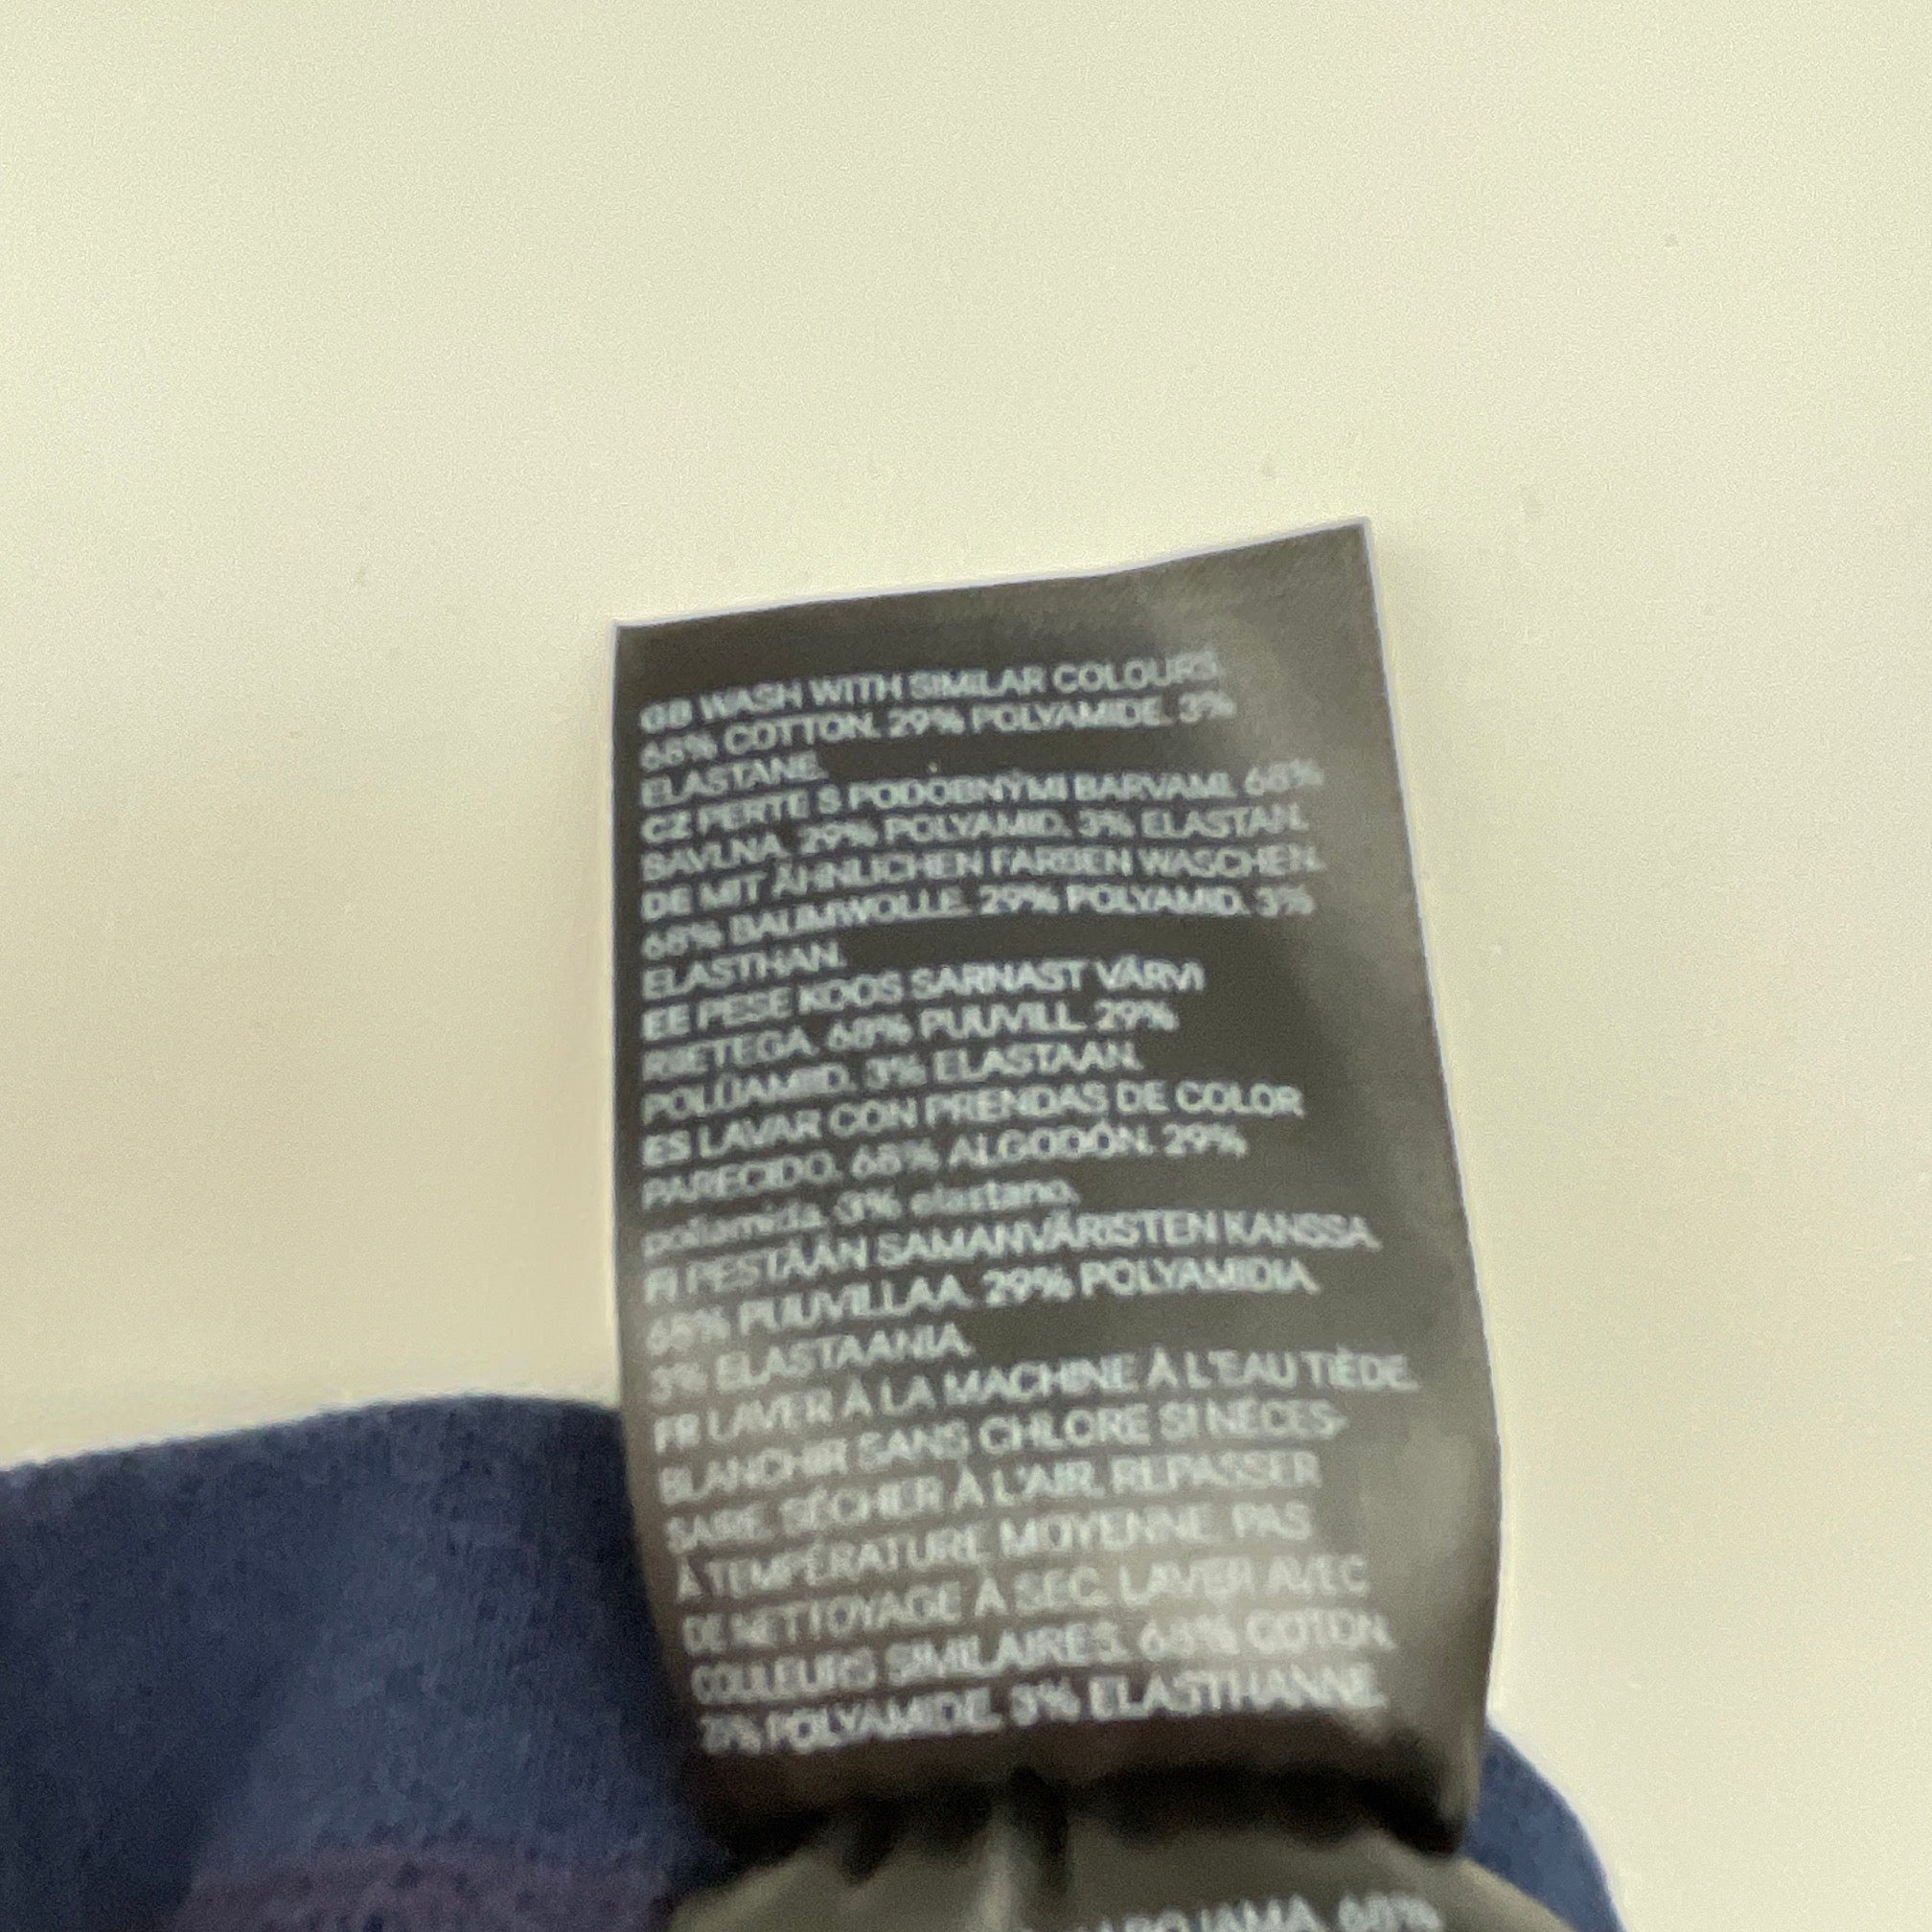 GB WASH WITH SIMILAR COLOURS.
68% COTTON. 29% POLYAMIDE. 3%
ELASTANE.
CZ PERTE S PODOBNÝMI BARVAMI. 68%
BAVLNA. 29% POLYAMID. 3% ELASTAN.
DE MIT ÄHNLICHEN FARBEN WASCHEN.
68% BAUMWOLLE. 29% POLYAMID. 3%
ELASTHAN.
EE PESE KOOS SARNAST VÄRVI
RIIETEGA. 68% PUUVILL. 29%
POLÜAMIID. 3% ELASTAAN.
ES LAVAR CON PRENDAS DE COLOR
PARECIDO. 68% ALGODÓN. 29%
poliamida. 3% elastano.
FI PESTÄÄN SAMANVÄRISTEN KANSSA.
68% PUUVILLAA. 29% POLYAMIDIA.
3% ELASTAANIA.
FR LAVER À LA MACHINE À L'EAU TIÈDE.
BLANCHIR SANS CHLORE SI NÉCES-
SAIRE. SÉCHER À L'AIR. REPASSER
À TEMPÉRATURE MOYENNE. PAS
DE NETTOYAGE À SEC. LAVER AVEC
COULEURS SIMILAIRES. 68% COTON.
29% POLYAMIDE. 3% ELASTHANNE.
68%